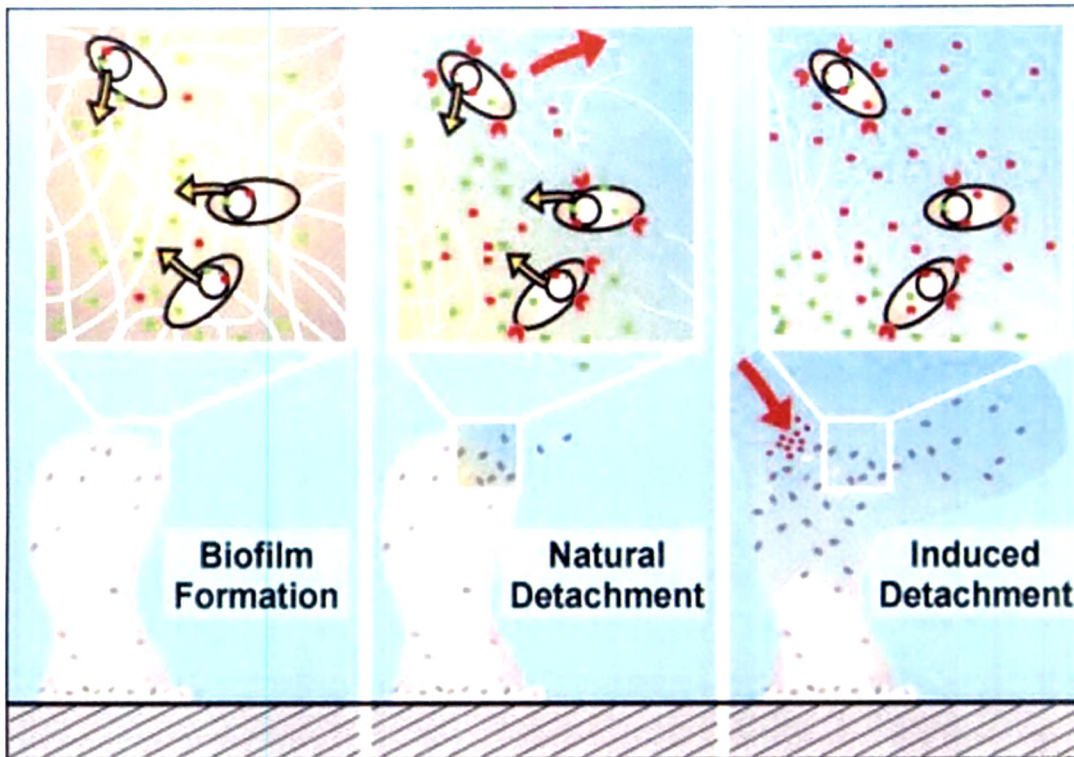 Biofilm
Formation
Natural
Detachment
Induced
Detachment